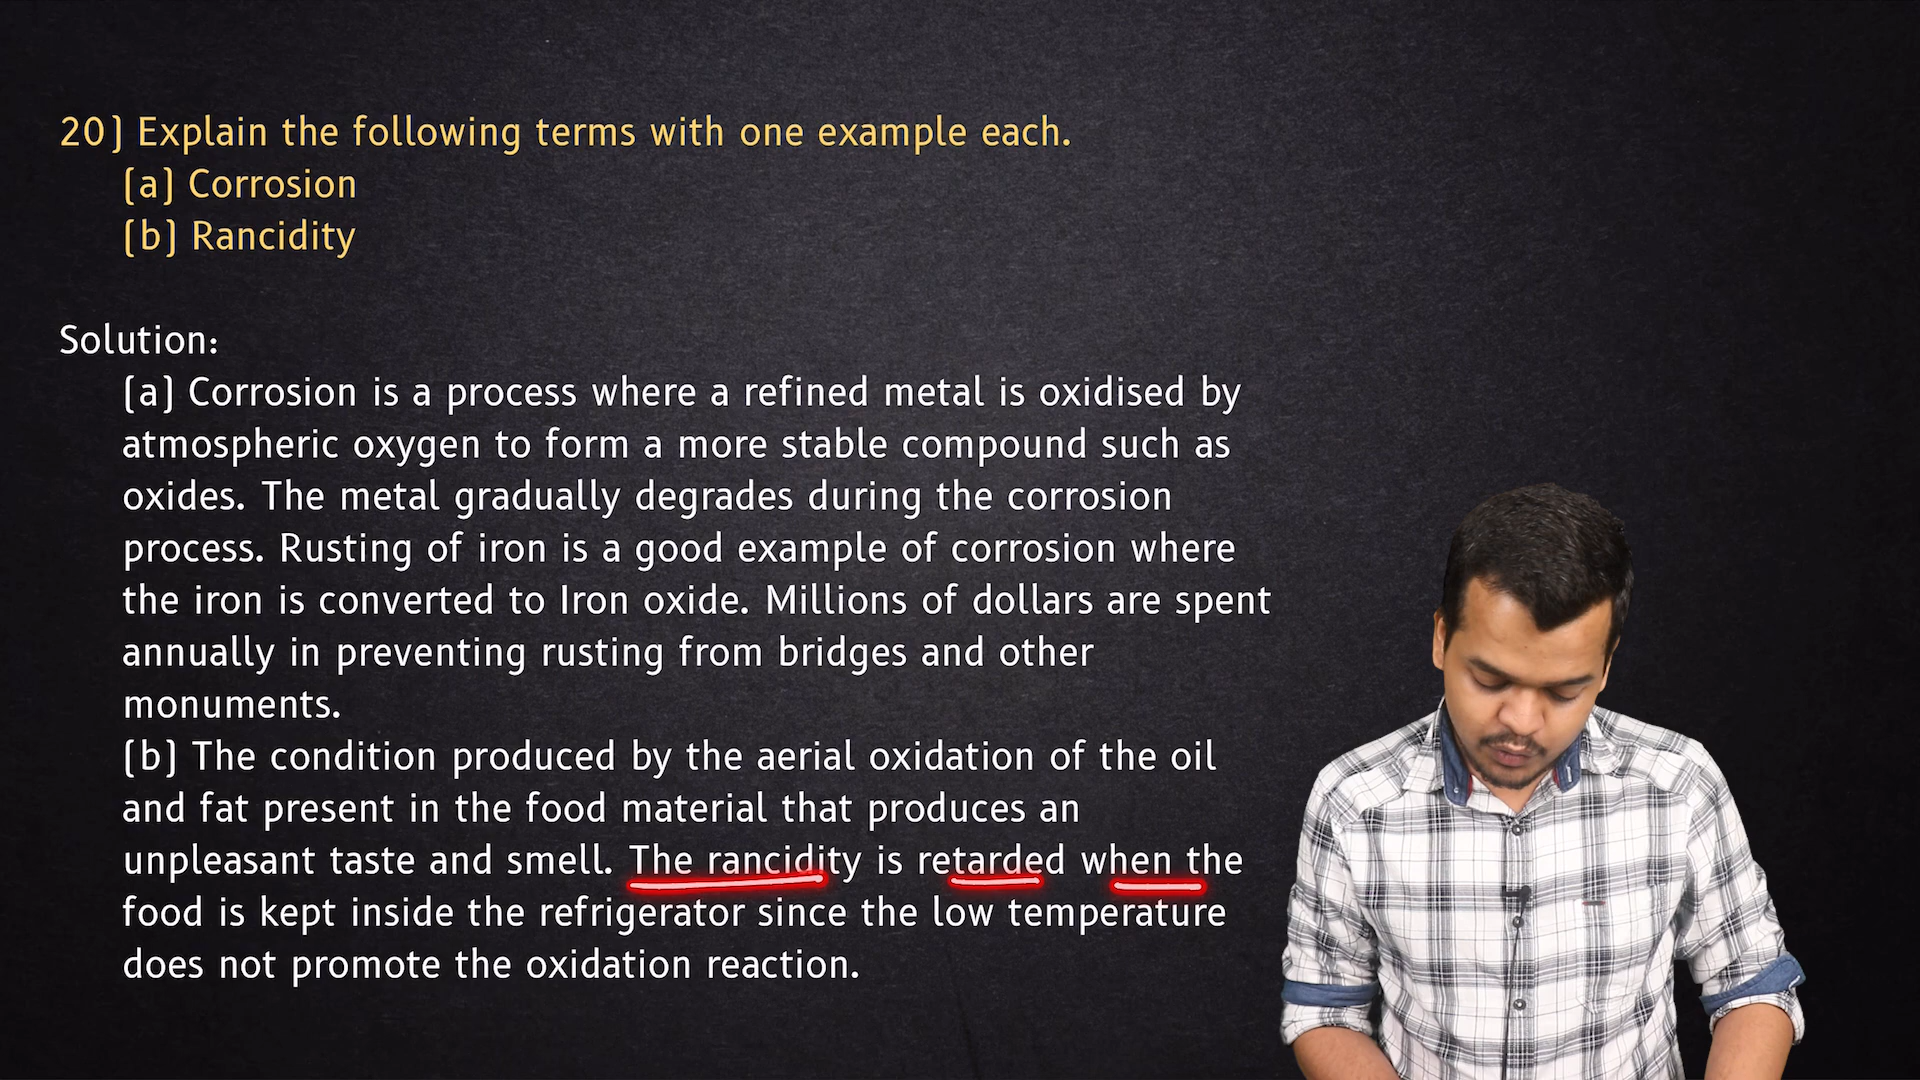 20) Explain the following terms with one example each.
(a) Corrosion
(b) Rancidity
Solution:
(a) Corrosion is a process where a refined metal is oxidised by
atmospheric oxygen to form a more stable compound such as
oxides. The metal gradually degrades during the corrosion
process. Rusting of iron is a good example of corrosion where
the iron is converted to Iron oxide. Millions of dollars are spent
annually in preventing rusting from bridges and other
monuments.
(b) The condition produced by the aerial oxidation of the oil
and fat present in the food material that produces an
unpleasant taste and smell. The rancidity is retarded when the
food is kept inside the refrigerator since the low temperature
does not promote the oxidation reaction.